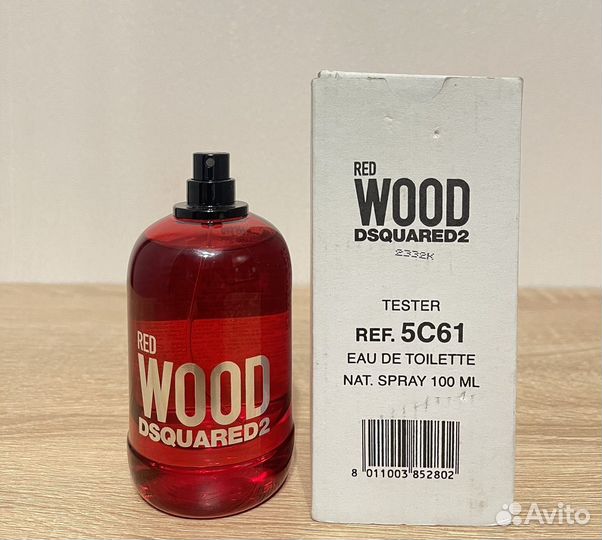 RED
WOOD
DSQUARED2
RED
WOOD
DSQUARED2
2332K
TESTER
REF. 5C61
EAU DE TOILETTE
NAT. SPRAY 100 ML
8 011003 852802
Avito